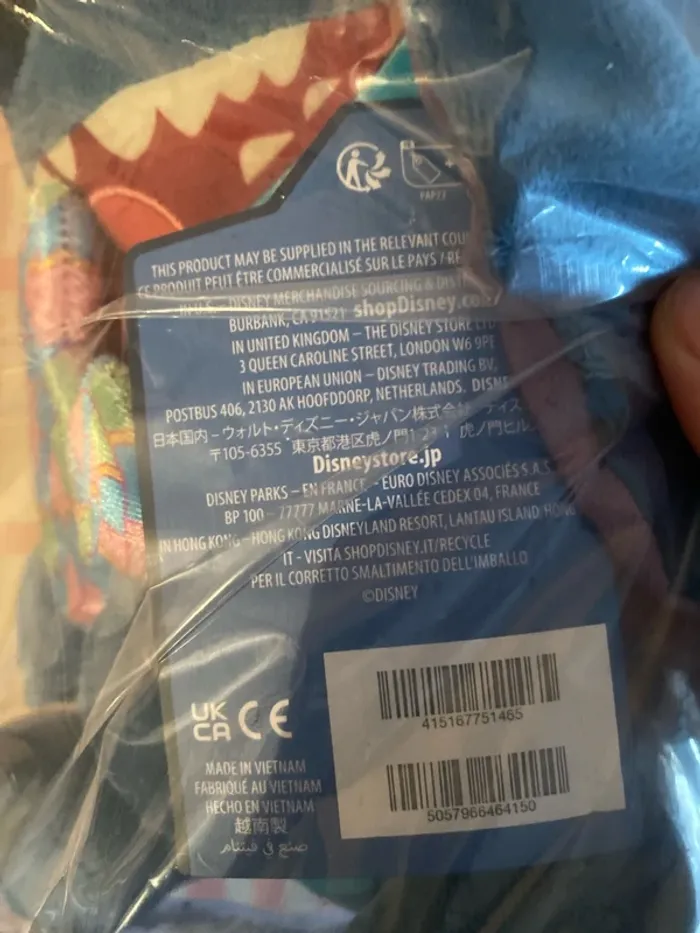 PAP22
THIS PRODUCT MAY BE SUPPLIED IN THE RELEVANT COU
CE PRODUIT PEUT ÊTRE COMMERCIALISÉ SUR LE PAYS / RÉ
DISNEY MERCHANDISE SOURCING & DIST
BURBANK, CA 91521 shopDisney.co
IN UNITED KINGDOM – THE DISNEY STORE LTD
3 QUEEN CAROLINE STREET, LONDON W6 9PE
IN EUROPEAN UNION – DISNEY TRADING BV,
POSTBUS 406, 2130 AK HOOFDDORP, NETHERLANDS. DISN
日本国内 – ウォルト・ディズニー・ジャパン株式会社 ディズ
〒105-6355 東京都港区虎ノ門1 23 虎ノ門ヒル
Disneystore.jp
DISNEY PARKS – EN FRANCE – EURO DISNEY ASSOCIÉS S.A.S.
BP 100 – 77777 MARNE-LA-VALLÉE CEDEX 04, FRANCE
IN HONG KONG – HONG KONG DISNEYLAND RESORT, LANTAU ISLAND, HONG
IT - VISITA SHOPDISNEY.IT/RECYCLE
PER IL CORRETTO SMALTIMENTO DELL'IMBALLO
©DISNEY
415167751465
5057966464150
UK
CA CE
MADE IN VIETNAM
FABRIQUÉ AU VIETNAM
HECHO EN VIETNAM
越南製
صنع في فيتنام